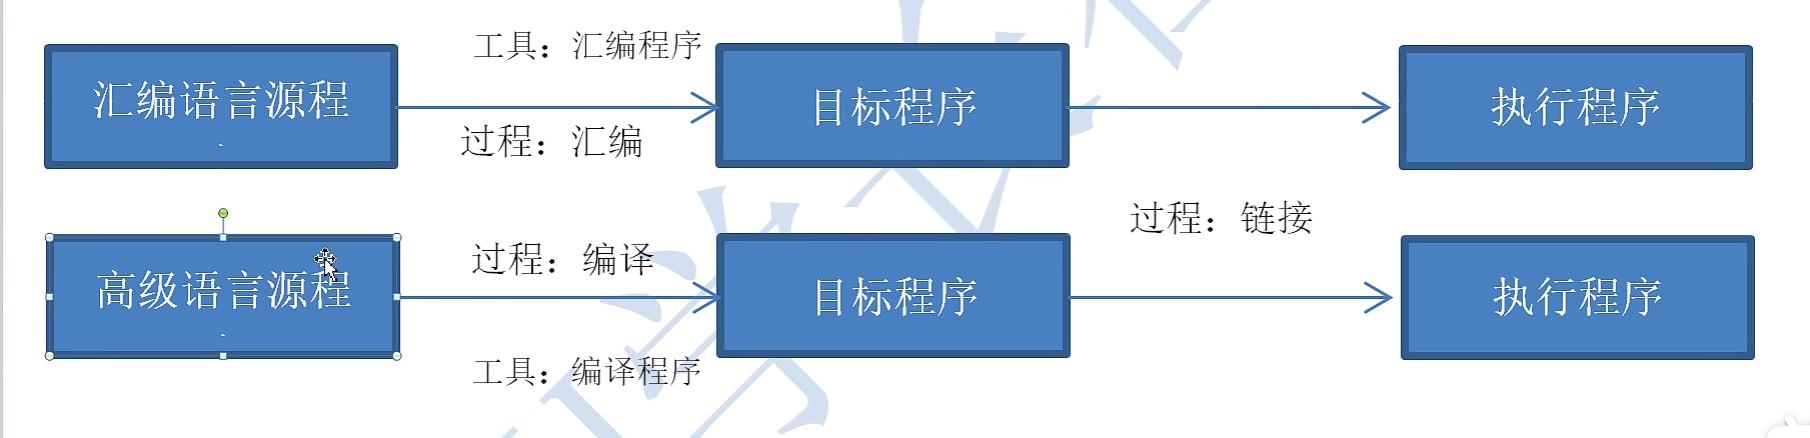 工具：汇编程序
汇编语言源程
目标程序
执行程序
过程：汇编
过程：链接
过程：编译
高级语言源程
目标程序
执行程序
工具：编译程序